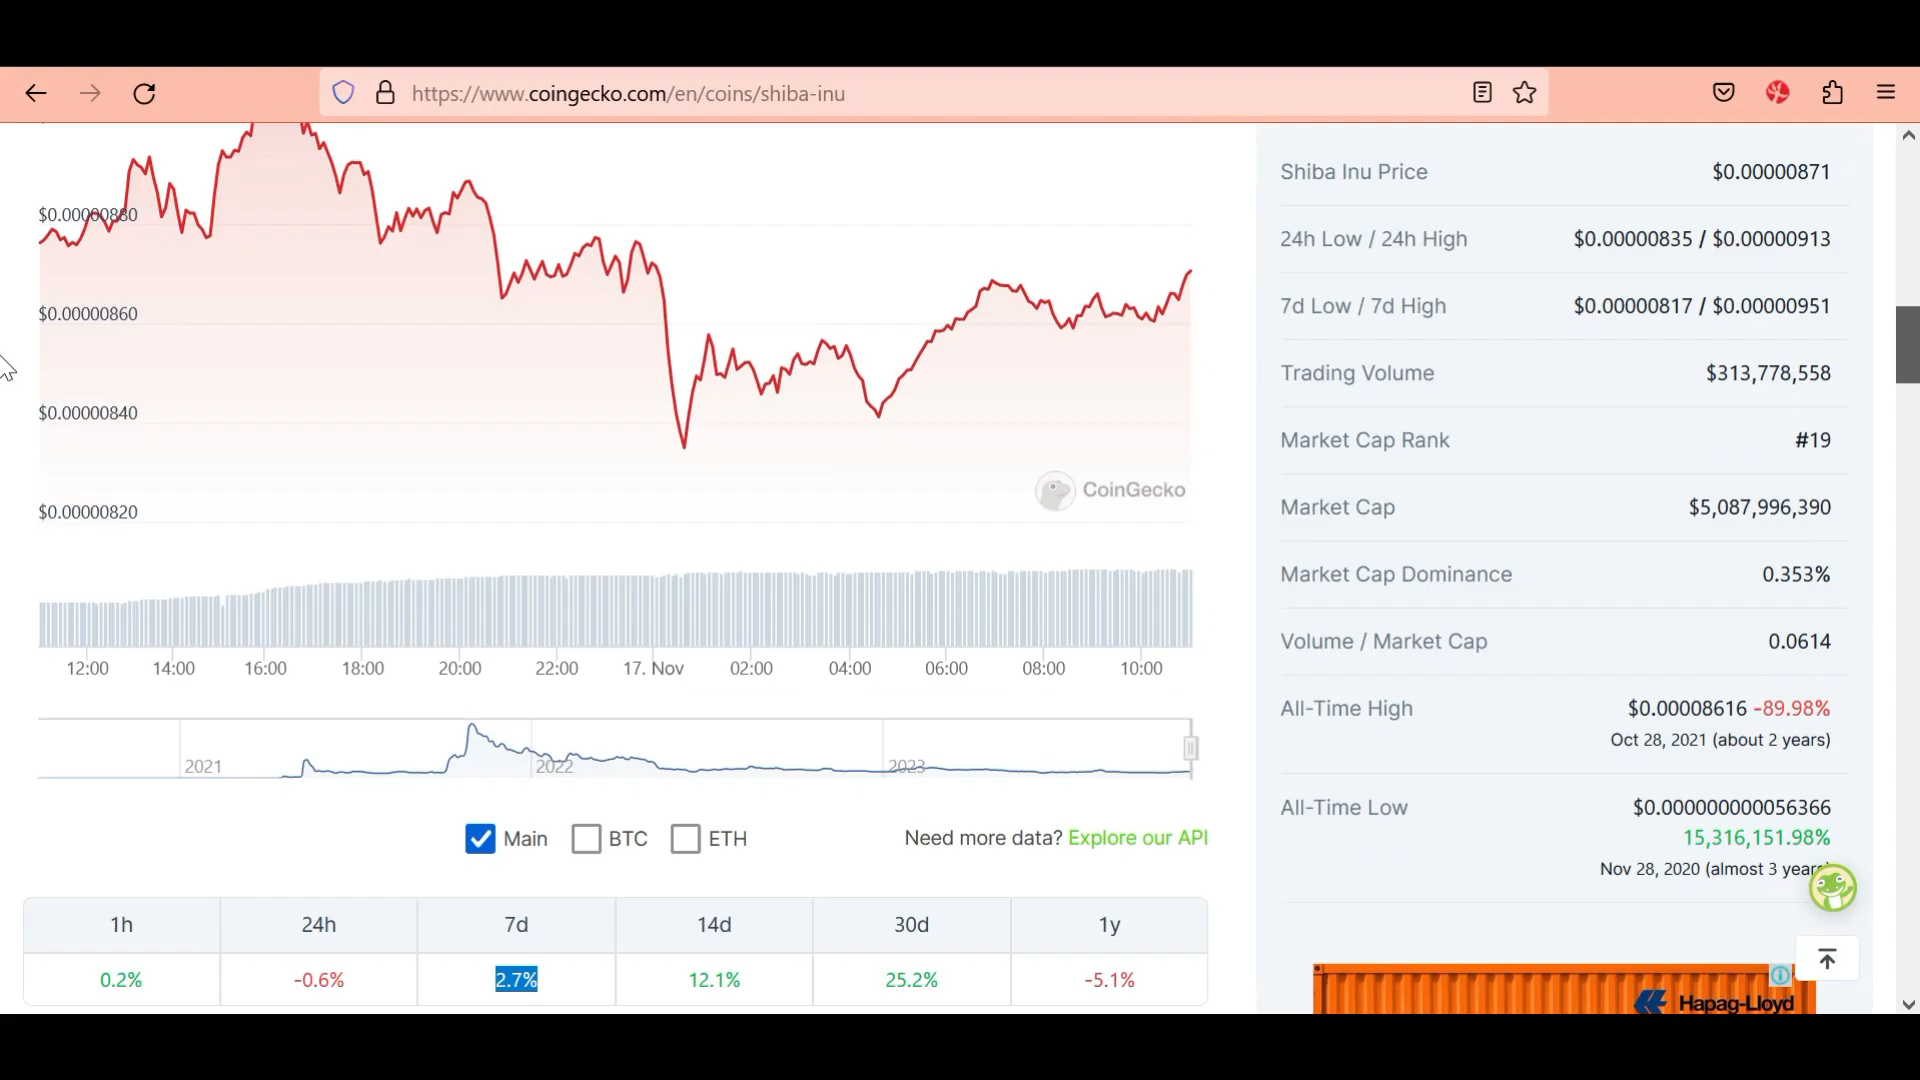 https://www.coingecko.com/en/coins/shiba-inu
$0.00000880
$0.00000860
$0.00000840
$0.00000820
CoinGecko
12:00 14:00 16:00 18:00 20:00 22:00 17. Nov 02:00 04:00 06:00 08:00 10:00
2021 2022 2023
Main BTC ETH Need more data? Explore our API
1h 24h 7d 14d 30d 1y
0.2% -0.6% 2.7% 12.1% 25.2% -5.1%
Shiba Inu Price $0.00000871
24h Low / 24h High $0.00000835 / $0.00000913
7d Low / 7d High $0.00000817 / $0.00000951
Trading Volume $313,778,558
Market Cap Rank #19
Market Cap $5,087,996,390
Market Cap Dominance 0.353%
Volume / Market Cap 0.0614
All-Time High $0.00008616 -89.98%
Oct 28, 2021 (about 2 years)
All-Time Low $0.000000000056366
15,316,151.98%
Nov 28, 2020 (almost 3 years)
Hapag-Lloyd